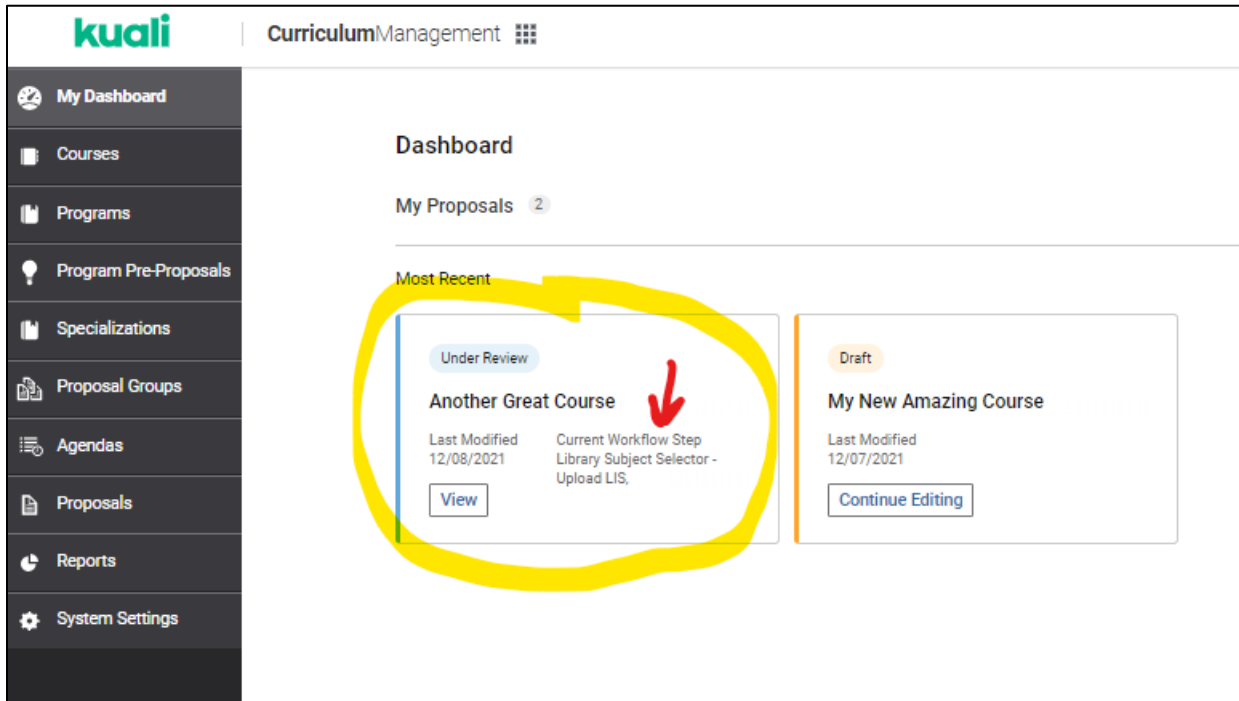 kuali
CurriculumManagement
My Dashboard
Courses
Programs
Program Pre-Proposals
Specializations
Proposal Groups
Agendas
Proposals
Reports
System Settings
Dashboard
My Proposals 2
Most Recent
Under Review
Another Great Course
Last Modified
12/08/2021
Current Workflow Step
Library Subject Selector -
Upload LIS,
View
Draft
My New Amazing Course
Last Modified
12/07/2021
Continue Editing